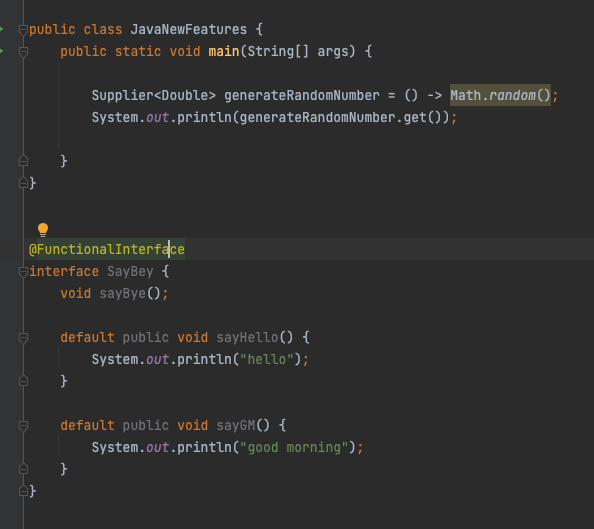 public class JavaNewFeatures {
public static void main(String[] args) {
Supplier<Double> generateRandomNumber = () -> Math.random();
System.out.println(generateRandomNumber.get());
}
}
@FunctionalInterface
interface SayBey {
void sayBye();
default public void sayHello() {
System.out.println("hello");
}
default public void sayGM() {
System.out.println("good morning");
}
}